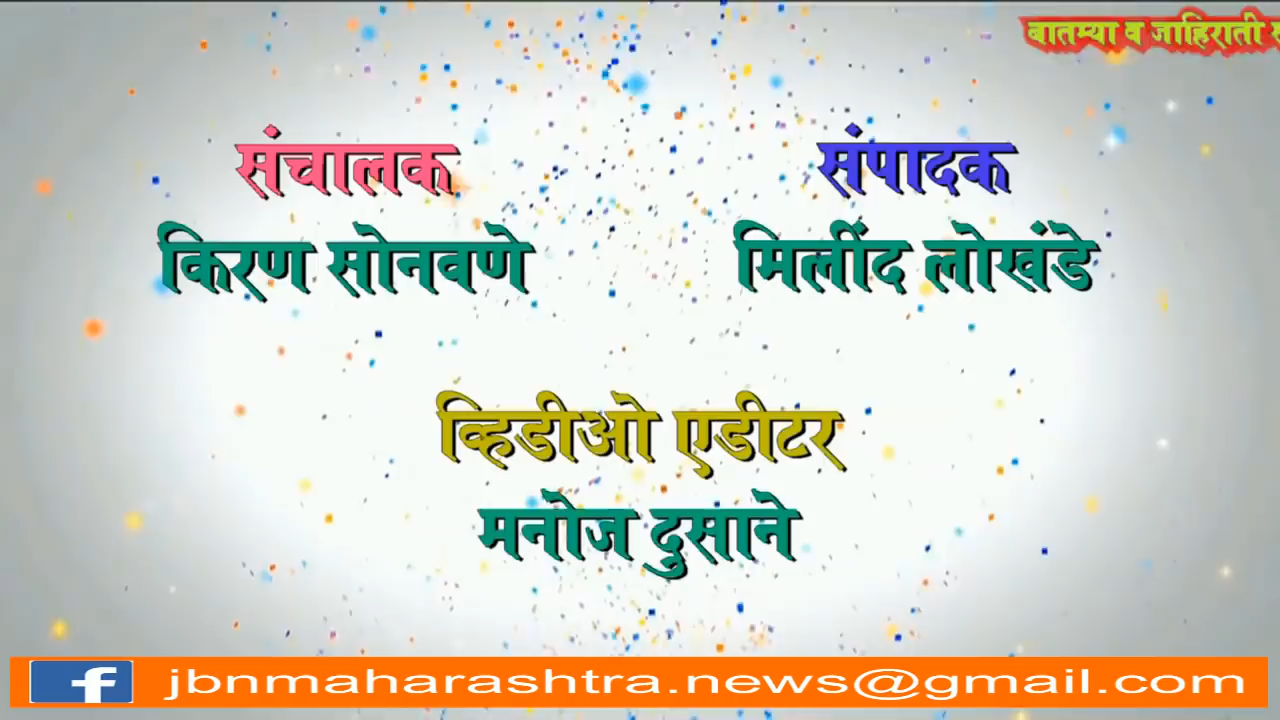 बातम्या व जाहिराती
संचालक
किरण सोनवणे
संपादक
मिलींद लोखंडे
व्हिडीओ एडीटर
मनोज दुसाने
f jbnmaharashtra.news@gmail.com